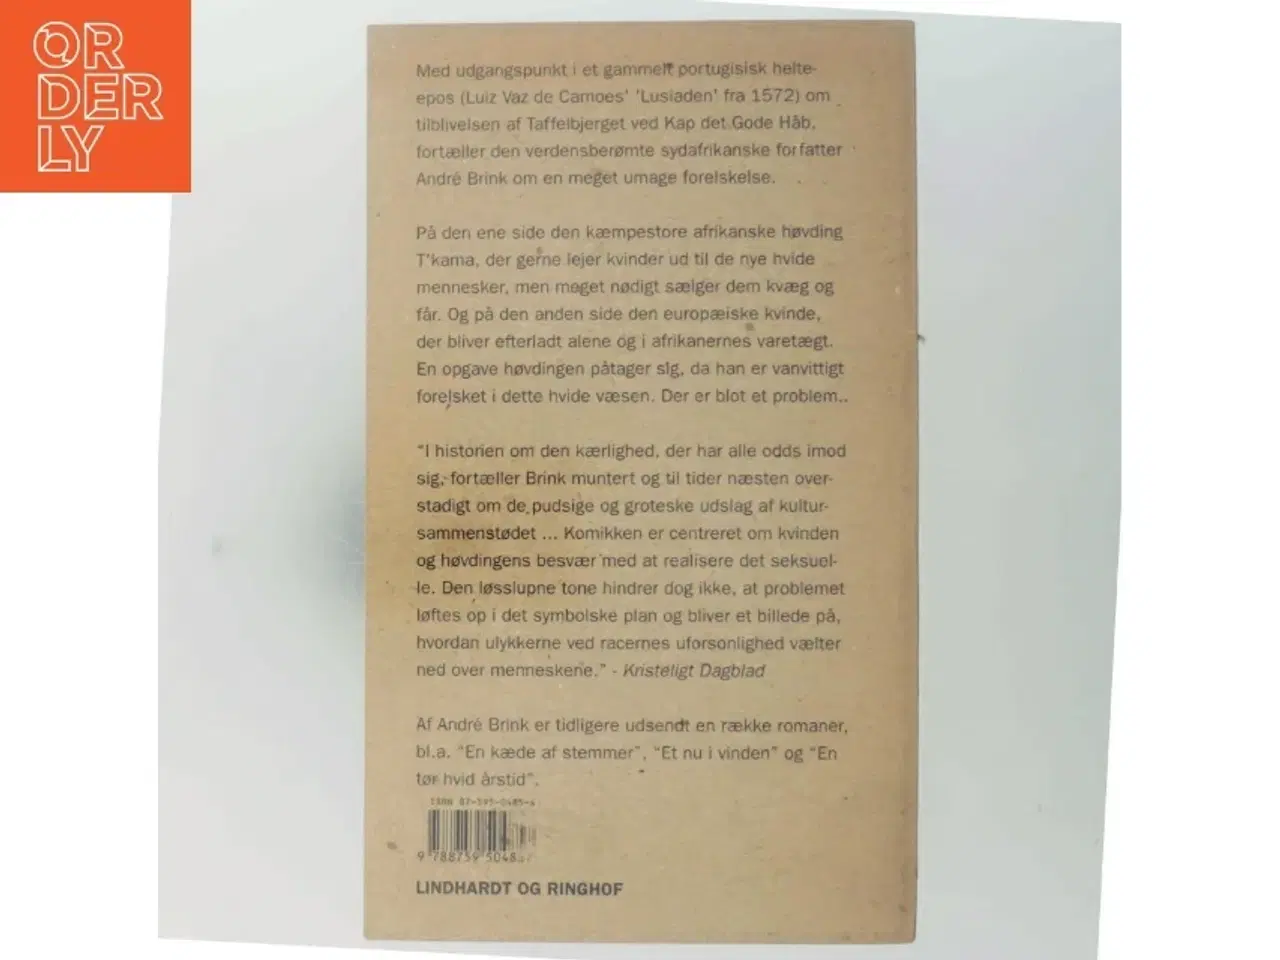 ORDERLY
Med udgangspunkt i et gammelt portugisisk helte-
epos (Luiz Vaz de Camoes' 'Lusiaden' fra 1572) om
tilblivelsen af Taffelbjerget ved Kap det Gode Håb,
fortæller den verdensberømte sydafrikanske forfatter
André Brink om en meget umage forelskelse.
På den ene side den kæmpestore afrikanske høvding
T'kama, der gerne lejer kvinder ud til de nye hvide
mennesker, men meget nødigt sælger dem kvæg og
får. Og på den anden side den europæiske kvinde,
der bliver efterladt alene og i afrikanernes varetægt.
En opgave høvdingen påtager sig, da han er vanvittigt
forelsket i dette hvide væsen. Der er blot et problem..
"I historien om den kærlighed, der har alle odds imod
sig, fortæller Brink muntert og til tider næsten over-
stadigt om de pudsige og groteske udslag af kultur-
sammenstødet ... Komikken er centreret om kvinden
og høvdingens besvær med at realisere det seksuel-
le. Den løsslupne tone hindrer dog ikke, at problemet
løftes op i det symbolske plan og bliver et billede på,
hvordan ulykkerne ved racernes uforsonlighed vælter
ned over menneskene." - Kristeligt Dagblad
Af André Brink er tidligere udsendt en række romaner,
bl.a. "En kæde af stemmer", "Et nu i vinden" og "En
tør hvid årstid".
ISBN 87-595-0485-6
9 788759 5048
LINDHARDT OG RINGHOF